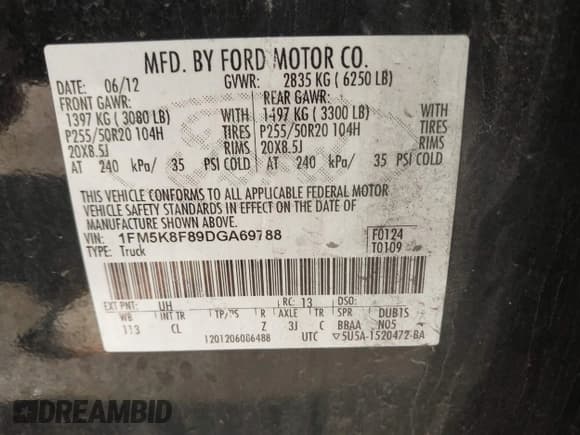 MFD. BY FORD MOTOR CO.
DATE: 06/12 GVWR: 2835 KG ( 6250 LB)
FRONT GAWR: REAR GAWR:
1397 KG ( 3080 LB) WITH 1497 KG ( 3300 LB) WITH
P255/50R20 104H TIRES P255/50R20 104H TIRES
20X8.5J RIMS 20X8.5J RIMS
AT 240 kPa/ 35 PSI COLD AT 240 kPa/ 35 PSI COLD
THIS VEHICLE CONFORMS TO ALL APPLICABLE FEDERAL MOTOR
VEHICLE SAFETY STANDARDS IN EFFECT ON THE DATE OF
MANUFACTURE SHOWN ABOVE.
VIN: 1FM5K8F89DGA69788 F0124
TYPE: Truck T0109
EXT PNT: UH RC: 13 DSO:
WB INT TR TP/PS R AXLE TR SPR DUB1S
113 CL Z 3J C BBAA N05
1201206086488 UTC ▽5U5A-1520472-BA
DREAMBID